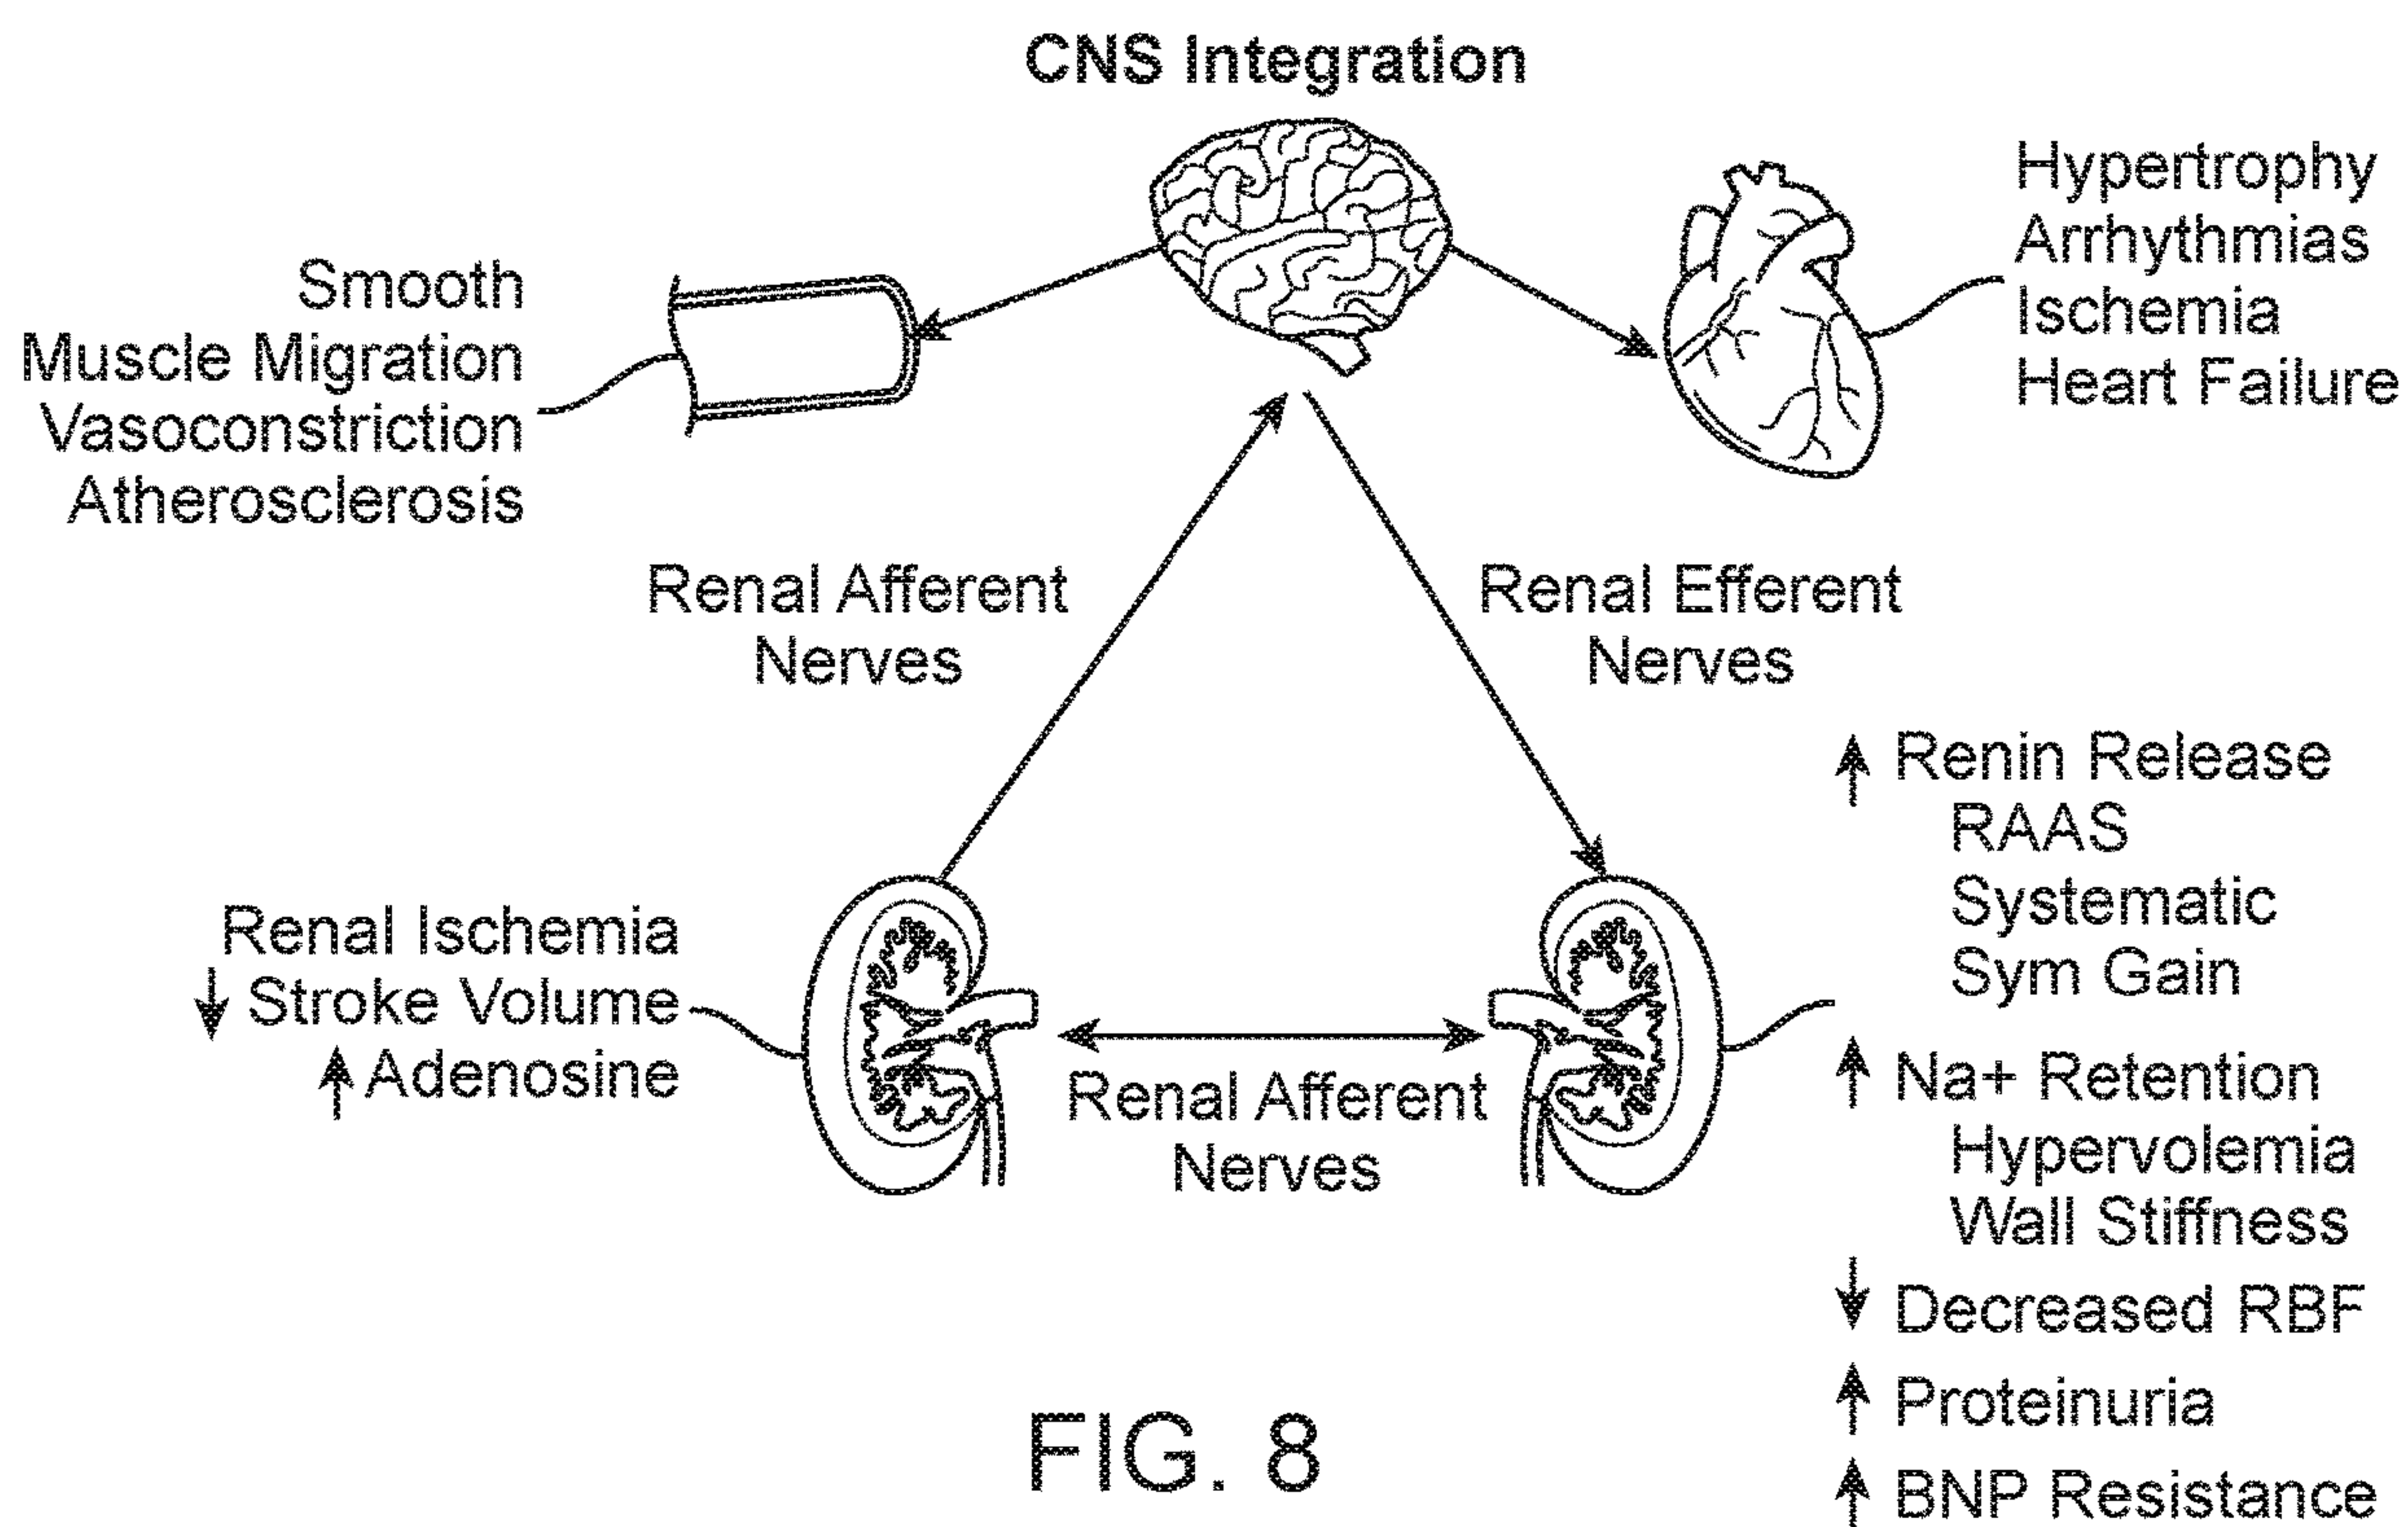 CNS Integration
Smooth
Muscle Migration
Vasoconstriction
Atherosclerosis
Hypertrophy
Arrhythmias
Ischemia
Heart Failure
Renal Afferent
Nerves
Renal Efferent
Nerves
Renal Ischemia
↓ Stroke Volume
↑ Adenosine
Renal Afferent
Nerves
↑ Renin Release
RAAS
Systematic
Sym Gain
↑ Na+ Retention
Hypervolemia
Wall Stiffness
↓ Decreased RBF
↑ Proteinuria
↑ BNP Resistance
FIG. 8